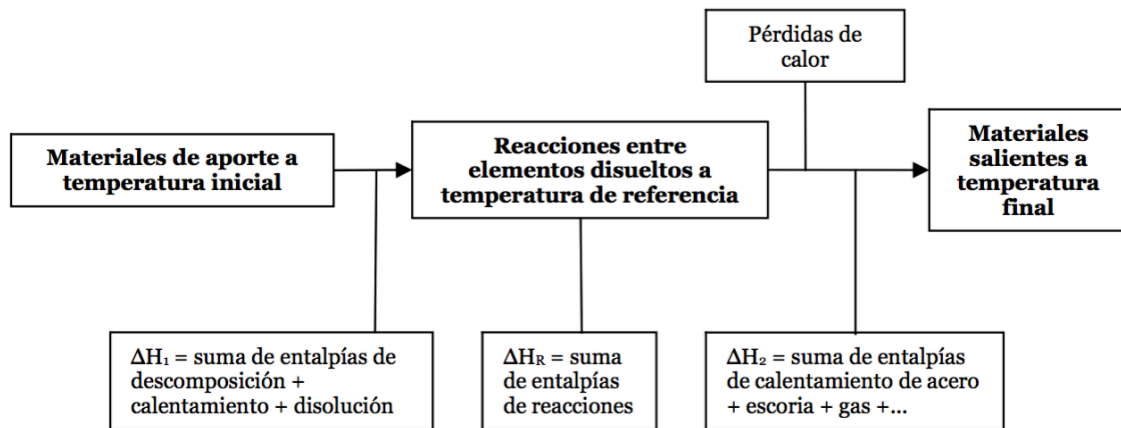 Pérdidas de
calor
Materiales de aporte a
temperatura inicial
Reacciones entre
elementos disueltos a
temperatura de referencia
Materiales
salientes a
temperatura
final
ΔH₁ = suma de entalpías de
descomposición +
calentamiento + disolución
ΔHR = suma
de entalpías
de reacciones
ΔH₂ = suma de entalpías
de calentamiento de acero
+ escoria + gas +...